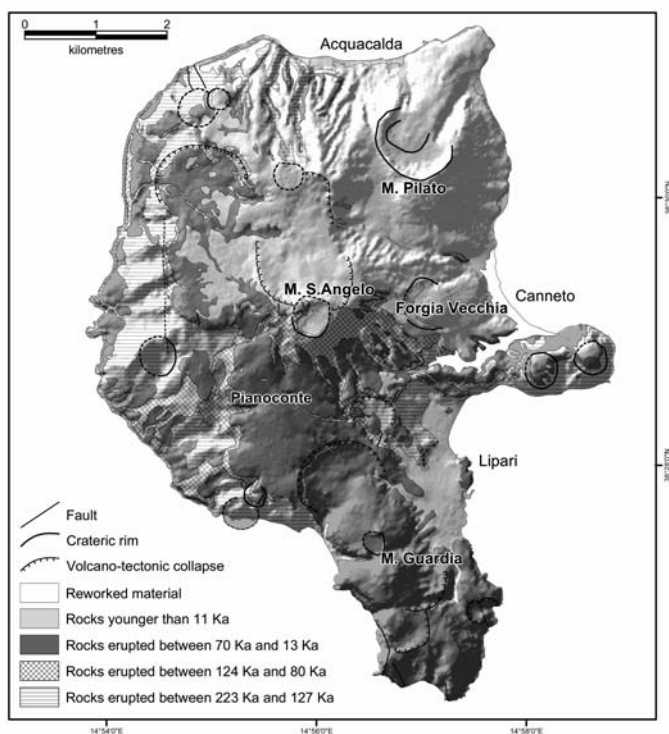 0 1 2
kilometres
Acquacalda
M. Pilato
M. S.Angelo
Forgia Vecchia
Canneto
Pianoconte
Lipari
M. Guardia
Fault
Crateric rim
Volcano-tectonic collapse
Reworked material
Rocks younger than 11 Ka
Rocks erupted between 70 Ka and 13 Ka
Rocks erupted between 124 Ka and 80 Ka
Rocks erupted between 223 Ka and 127 Ka
14°54'0"E 14°56'0"E 14°58'0"E